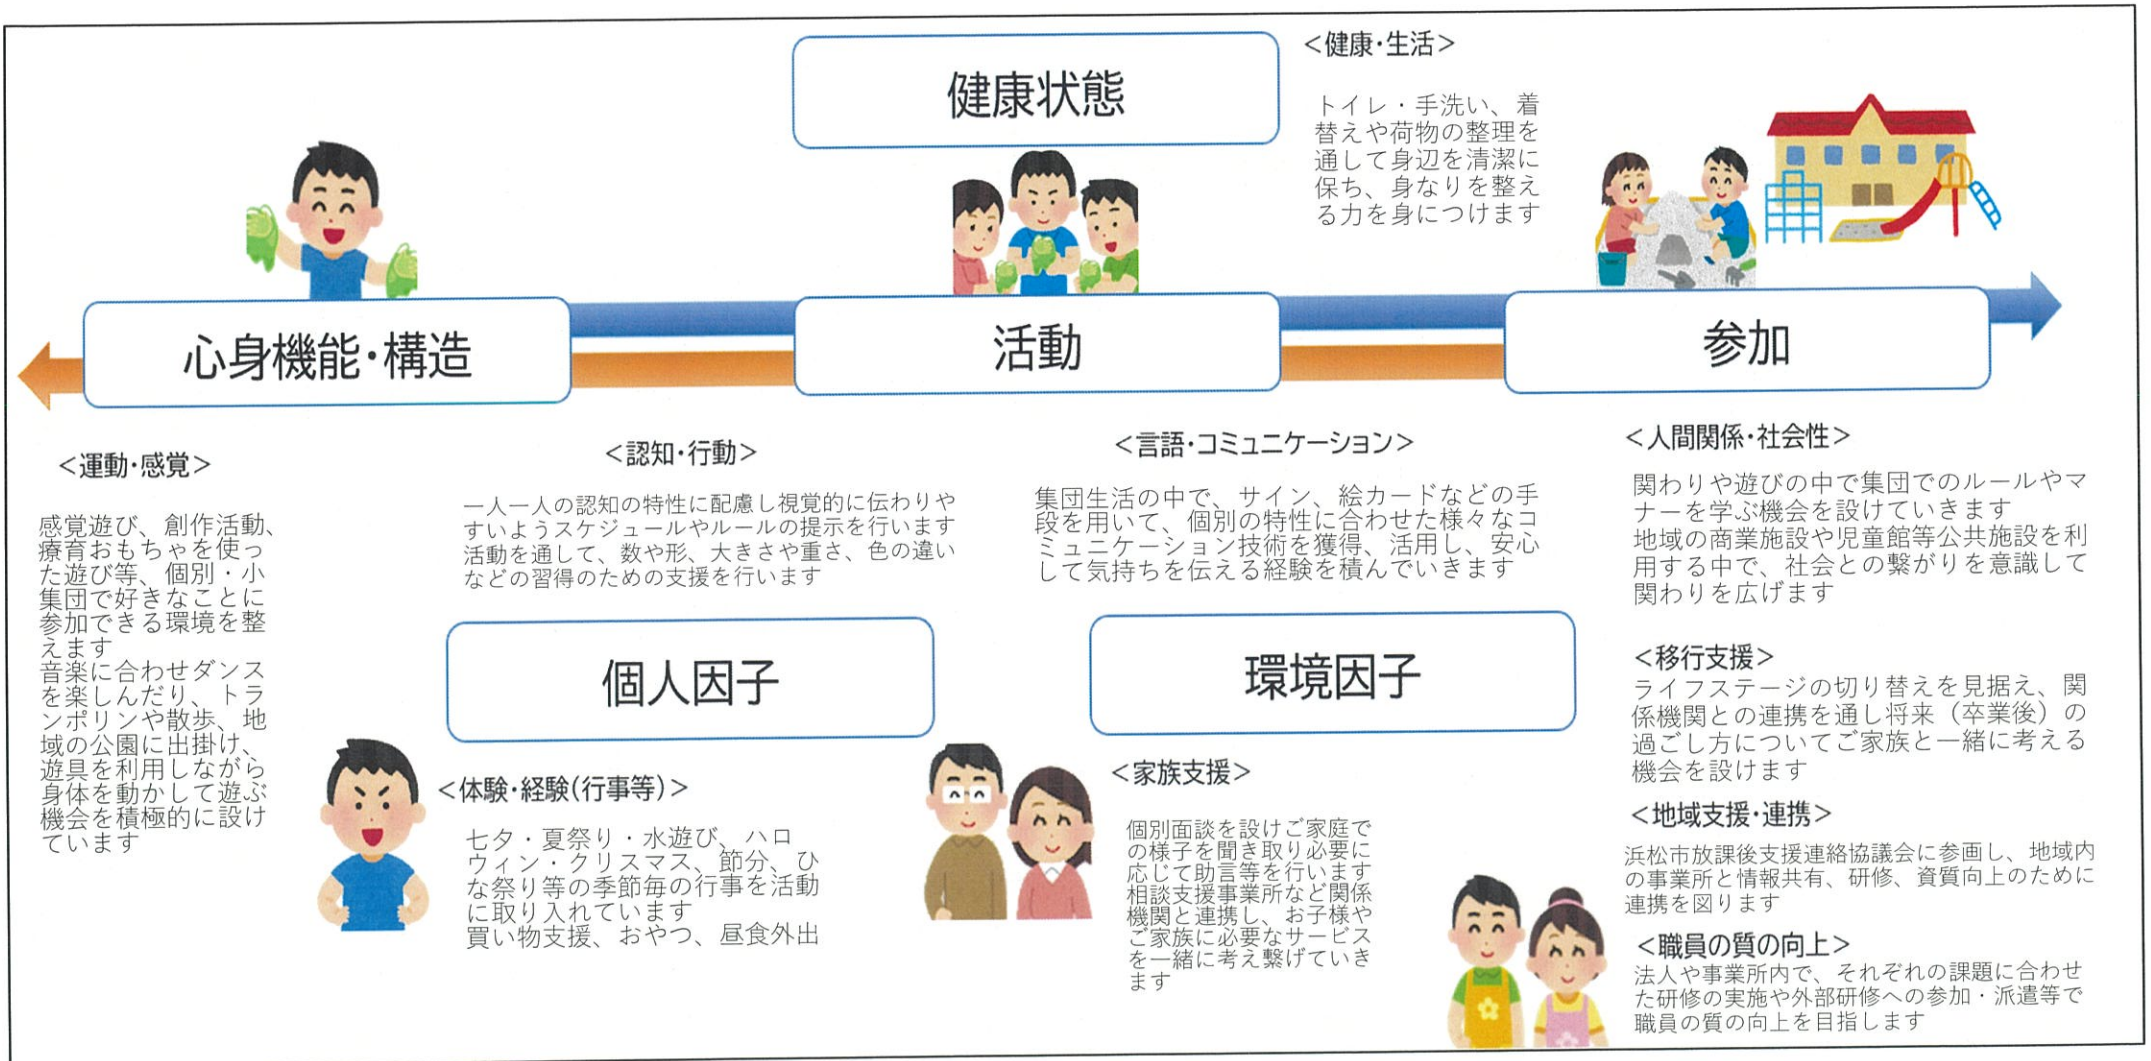 健康状態
<健康・生活>
トイレ・手洗い、着
替えや荷物の整理を
通して身辺を清潔に
保ち、身なりを整え
る力を身につけます
心身機能・構造
活動
参加
<運動・感覚>
感覚遊び、創作活動、
療育おもちゃを使っ
た遊び等、個別・小
集団で好きなことに
参加できる環境を整
えます
音楽に合わせダンス
を楽しんだり、トラ
ンポリンや散歩、地
域の公園に出掛け、
遊具を利用しながら
身体を動かして遊ぶ
機会を積極的に設け
ています
<認知・行動>
一人一人の認知の特性に配慮し視覚的に伝わりや
すいようスケジュールやルールの提示を行います
活動を通して、数や形、大きさや重さ、色の違い
などの習得のための支援を行います
<言語・コミュニケーション>
集団生活の中で、サイン、絵カードなどの手
段を用いて、個別の特性に合わせた様々なコ
ミュニケーション技術を獲得、活用し、安心
して気持ちを伝える経験を積んでいきます
<人間関係・社会性>
関わりや遊びの中で集団でのルールやマ
ナーを学ぶ機会を設けていきます
地域の商業施設や児童館等公共施設を利
用する中で、社会との繋がりを意識して
関わりを広げます
個人因子
<体験・経験(行事等)>
七夕・夏祭り・水遊び、ハロ
ウィン・クリスマス、節分、ひ
な祭り等の季節毎の行事を活動
に取り入れています
買い物支援、おやつ、昼食外出
環境因子
<家族支援>
個別面談を設けご家庭で
の様子を聞き取り必要に
応じて助言等を行います
相談支援事業所など関係
機関と連携し、お子様や
ご家族に必要なサービス
を一緒に考え繋げていき
ます
<移行支援>
ライフステージの切り替えを見据え、関
係機関との連携を通し将来（卒業後）の
過ごし方についてご家族と一緒に考える
機会を設けます
<地域支援・連携>
浜松市放課後支援連絡協議会に参画し、地域内
の事業所と情報共有、研修、資質向上のために
連携を図ります
<職員の質の向上>
法人や事業所内で、それぞれの課題に合わせ
た研修の実施や外部研修への参加・派遣等で
職員の質の向上を目指します